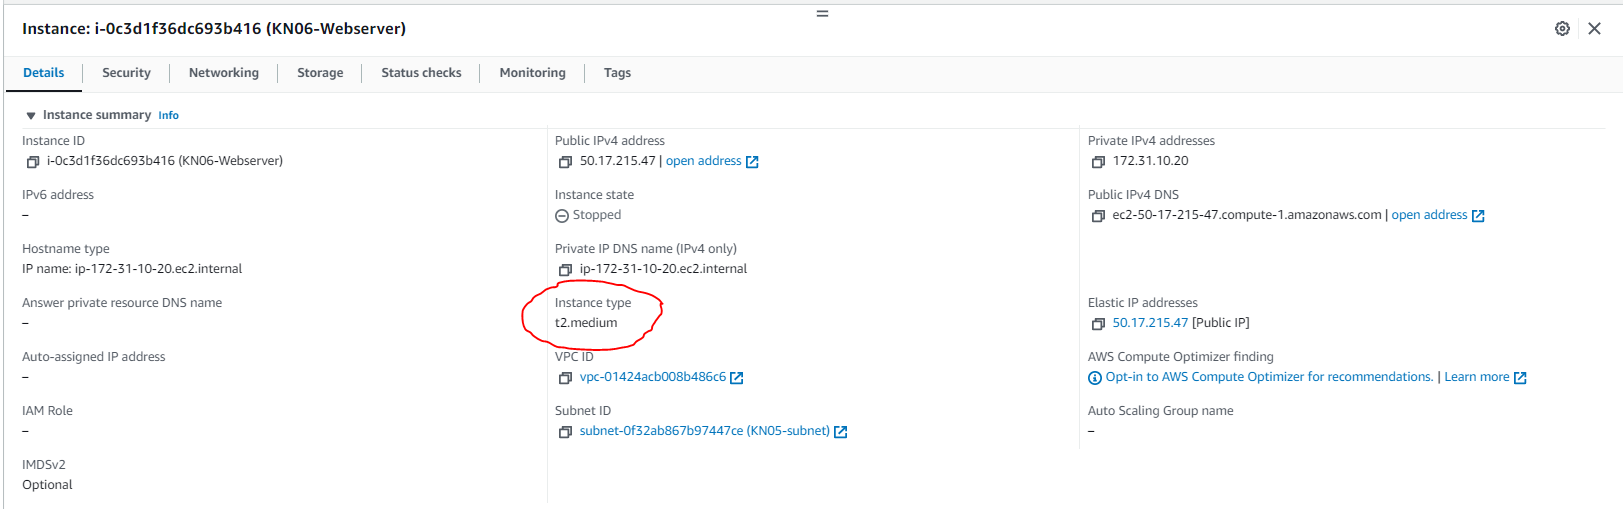 Instance: i-0c3d1f36dc693b416 (KN06-Webserver)
Details
Security
Networking
Storage
Status checks
Monitoring
Tags
Instance summary Info
Instance ID
i-0c3d1f36dc693b416 (KN06-Webserver)
Public IPv4 address
50.17.215.47 | open address
Private IPv4 addresses
172.31.10.20
IPv6 address
–
Instance state
Stopped
Public IPv4 DNS
ec2-50-17-215-47.compute-1.amazonaws.com | open address
Hostname type
IP name: ip-172-31-10-20.ec2.internal
Private IP DNS name (IPv4 only)
ip-172-31-10-20.ec2.internal
Answer private resource DNS name
–
Instance type
t2.medium
Elastic IP addresses
50.17.215.47 [Public IP]
Auto-assigned IP address
–
VPC ID
vpc-01424acb008b486c6
AWS Compute Optimizer finding
Opt-in to AWS Compute Optimizer for recommendations. | Learn more
IAM Role
–
Subnet ID
subnet-0f32ab867b97447ce (KN05-subnet)
Auto Scaling Group name
–
IMDSv2
Optional